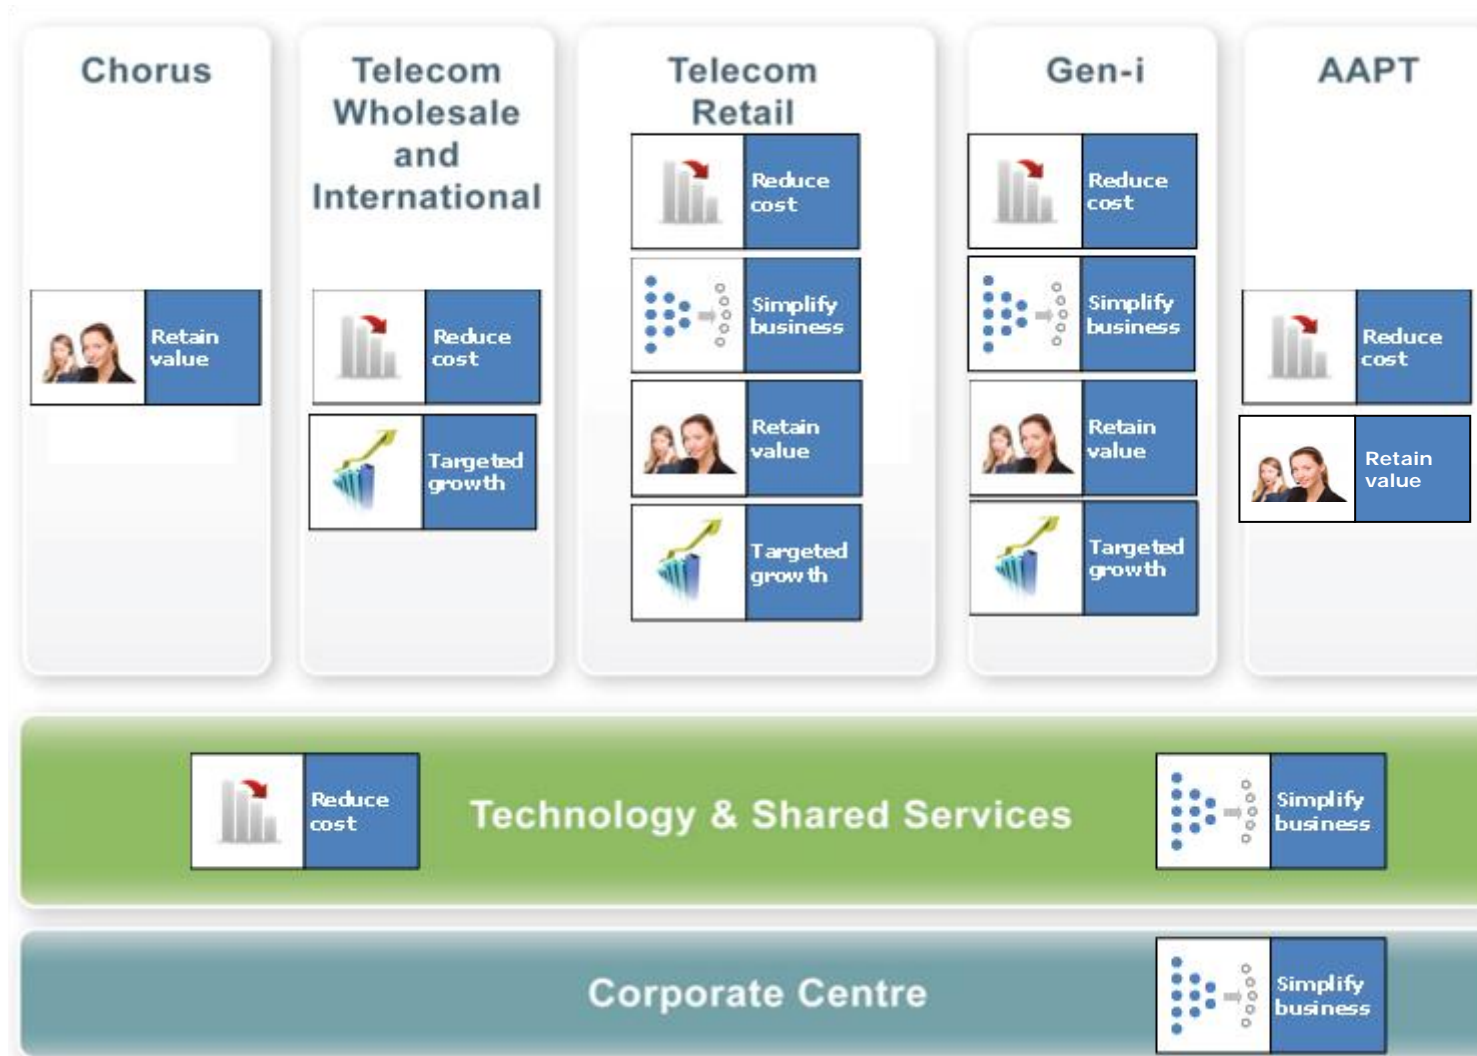 Chorus
Retain
value
Telecom
Wholesale
and
International
Reduce
cost
Targeted
growth
Telecom
Retail
Reduce
cost
Simplify
business
Retain
value
Targeted
growth
Gen-i
Reduce
cost
Simplify
business
Retain
value
Targeted
growth
AAPT
Reduce
cost
Retain
value
Reduce
cost
Technology & Shared Services
Simplify
business
Corporate Centre
Simplify
business